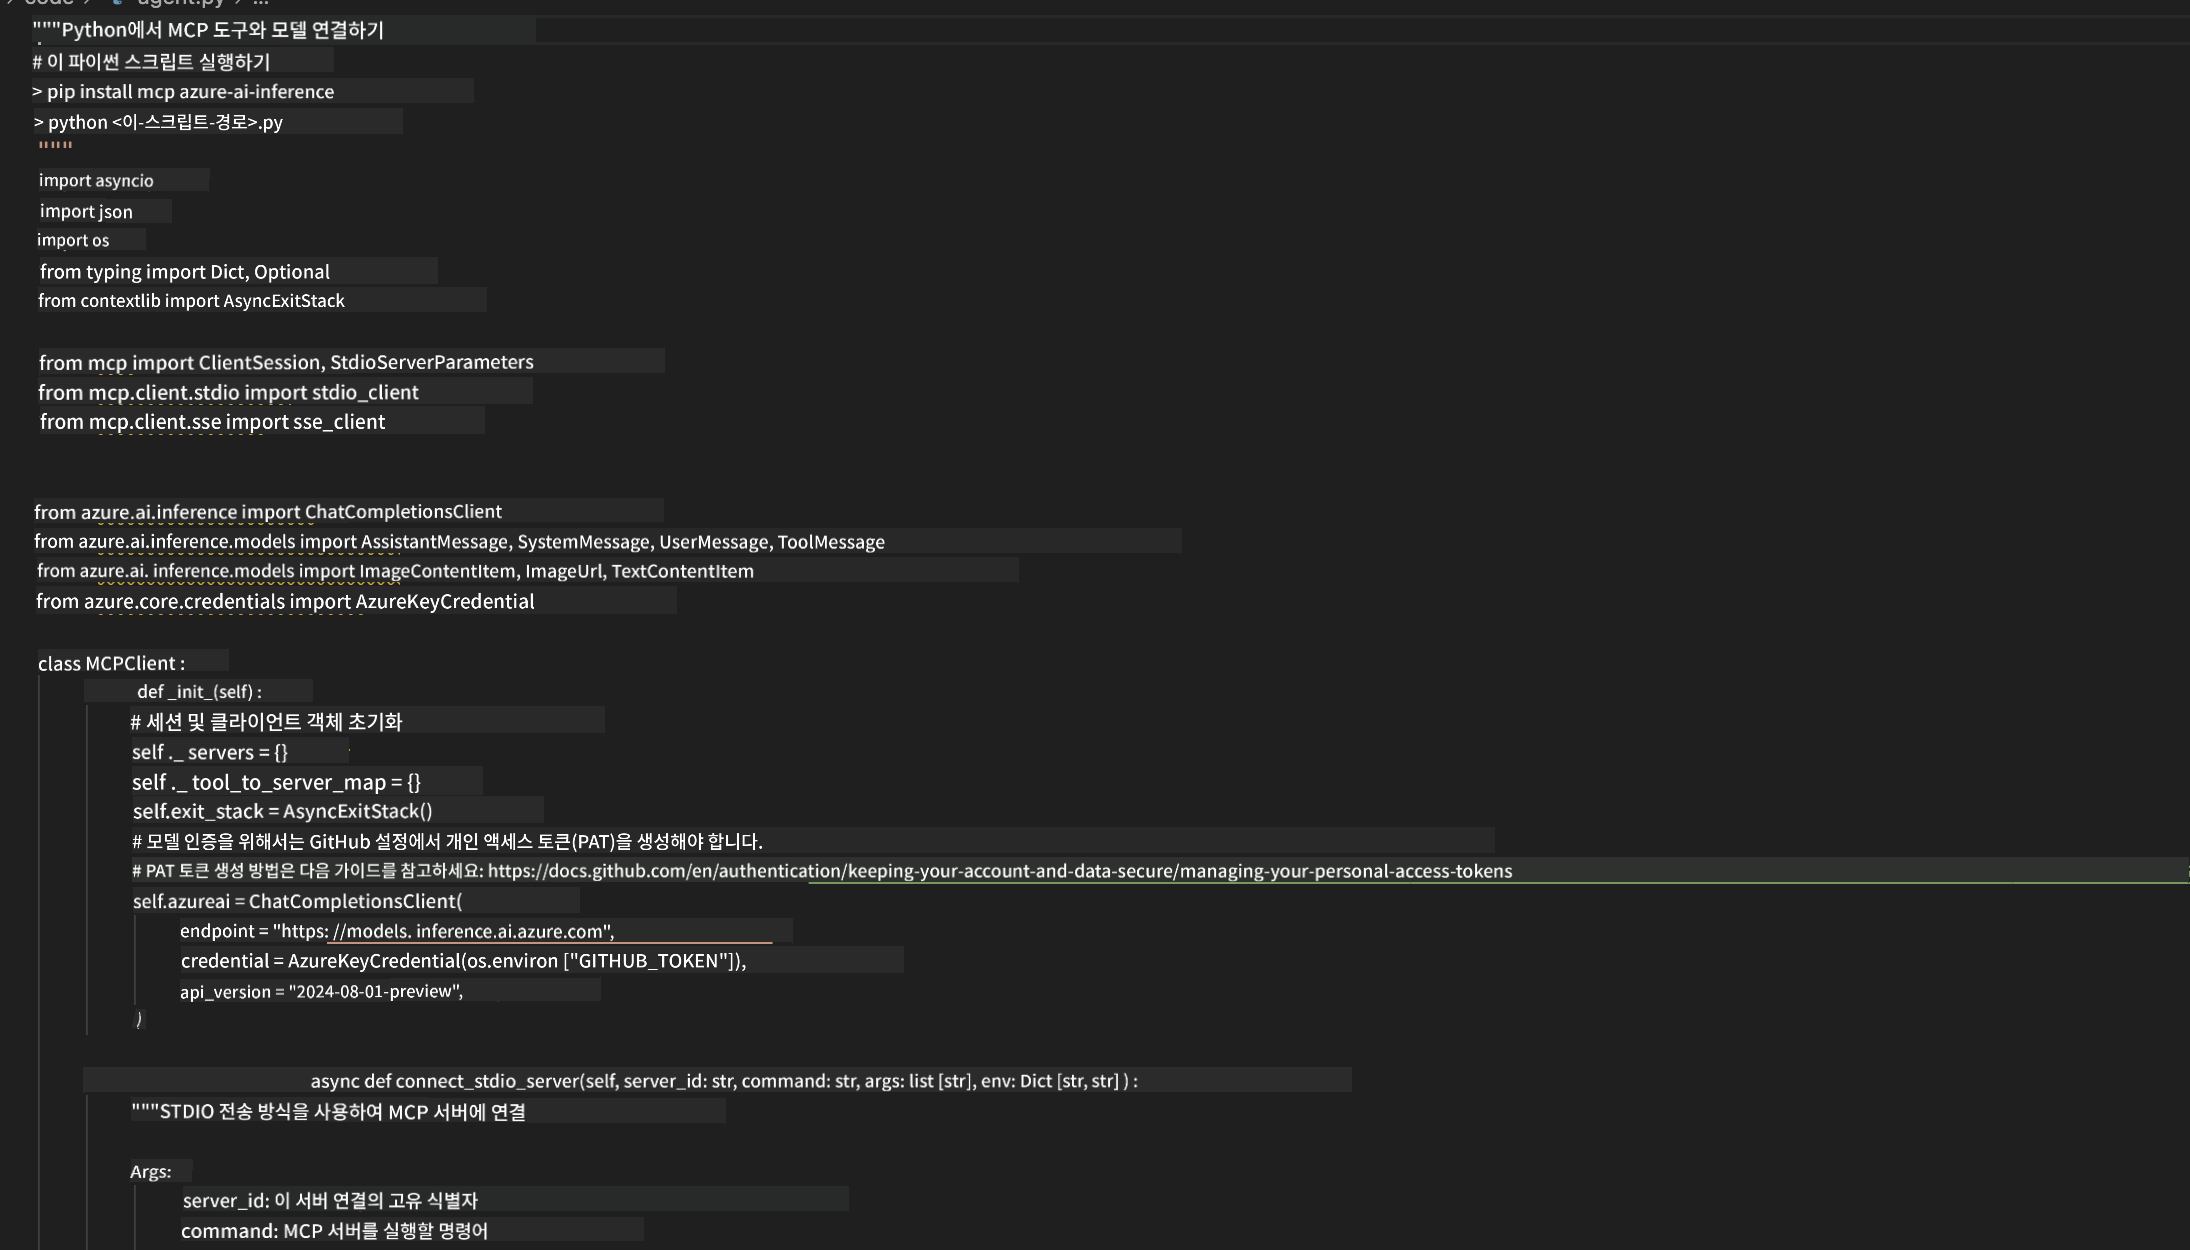 code > agent.py > ...
"""Python에서 MCP 도구와 모델 연결하기
# 이 파이썬 스크립트 실행하기
> pip install mcp azure-ai-inference
> python <이-스크립트-경로>.py
"""
import asyncio
import json
import os
from typing import Dict, Optional
from contextlib import AsyncExitStack
from mcp import ClientSession, StdioServerParameters
from mcp.client.stdio import stdio_client
from mcp.client.sse import sse_client
from azure.ai.inference import ChatCompletionsClient
from azure.ai.inference.models import AssistantMessage, SystemMessage, UserMessage, ToolMessage
from azure.ai. inference.models import ImageContentItem, ImageUrl, TextContentItem
from azure.core.credentials import AzureKeyCredential
class MCPClient :
def _init_(self) :
# 세션 및 클라이언트 객체 초기화
self ._ servers = {}
self ._ tool_to_server_map = {}
self.exit_stack = AsyncExitStack()
# 모델 인증을 위해서는 GitHub 설정에서 개인 액세스 토큰(PAT)을 생성해야 합니다.
# PAT 토큰 생성 방법은 다음 가이드를 참고하세요: https://docs.github.com/en/authentication/keeping-your-account-and-data-secure/managing-your-personal-access-tokens
self.azureai = ChatCompletionsClient(
endpoint = "https: //models. inference.ai.azure.com",
credential = AzureKeyCredential(os.environ ["GITHUB_TOKEN"]),
api_version = "2024-08-01-preview",
)
async def connect_stdio_server(self, server_id: str, command: str, args: list [str], env: Dict [str, str] ) :
"""STDIO 전송 방식을 사용하여 MCP 서버에 연결
Args:
server_id: 이 서버 연결의 고유 식별자
command: MCP 서버를 실행할 명령어